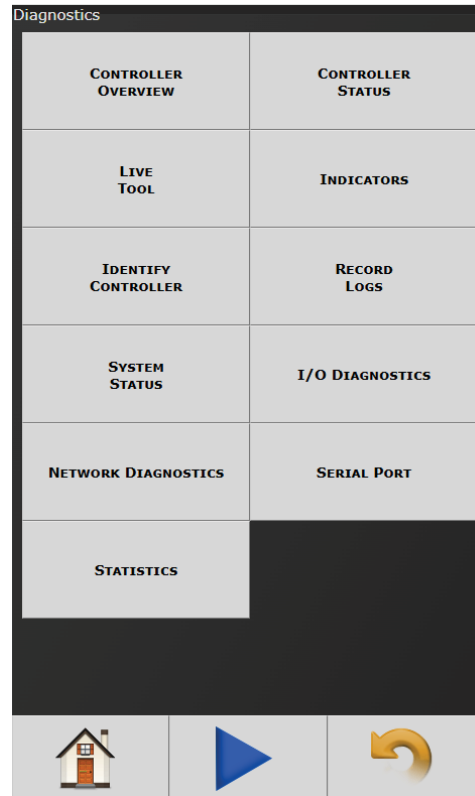 Diagnostics
Controller
Overview
Controller
Status
Live
Tool
Indicators
Identify
Controller
Record
Logs
System
Status
I/O Diagnostics
Network Diagnostics
Serial Port
Statistics